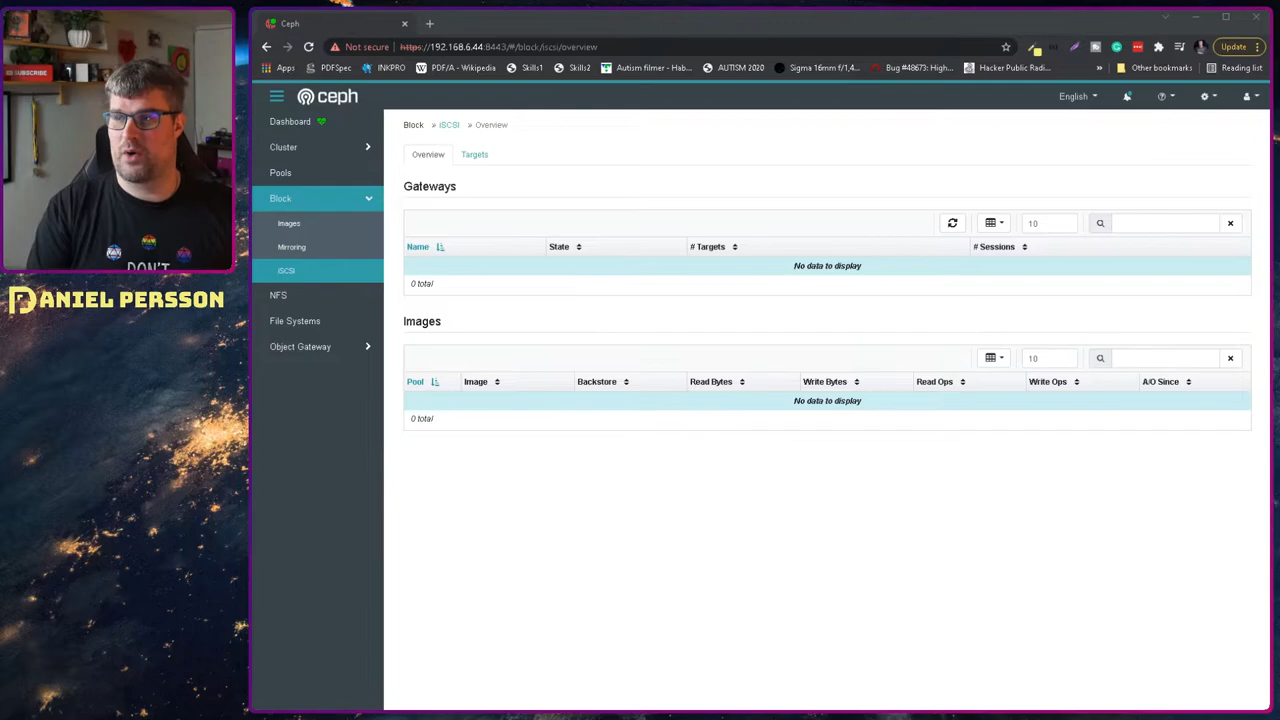 SUBSCRIBE
DON'T
DANIEL PERSSON
Ceph
Not secure https://192.168.6.44:8443/#/block/iscsi/overview
Update
Apps PDFSpec INKPRO PDF/A - Wikipedia Skills1 Skills2 Autism filmer - Hab... AUTISM 2020 Sigma 16mm f/1,4... Bug #48673: High... Hacker Public Radi... » Other bookmarks Reading list
ceph
English
Dashboard
Cluster
Pools
Block
Images
Mirroring
iSCSI
NFS
File Systems
Object Gateway
Block » iSCSI » Overview
Overview Targets
Gateways
10
Name State # Targets # Sessions
No data to display
0 total
Images
10
Pool Image Backstore Read Bytes Write Bytes Read Ops Write Ops A/O Since
No data to display
0 total